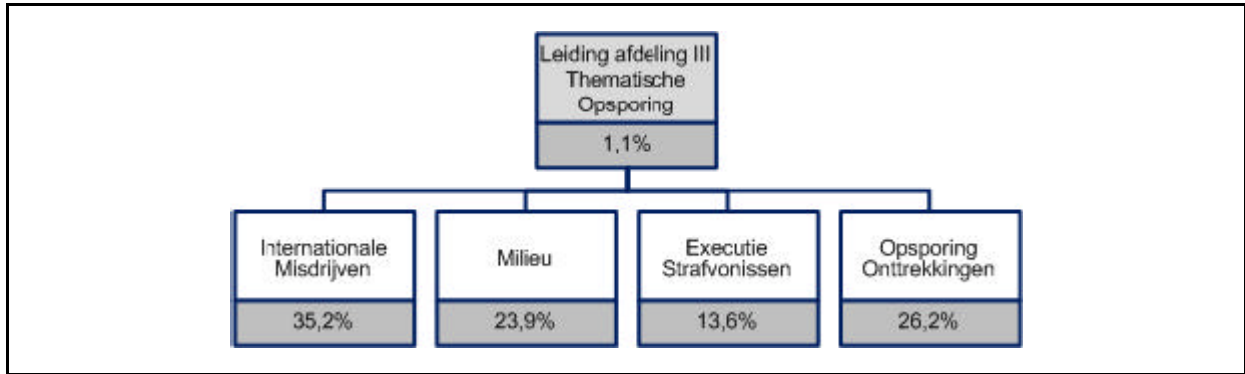 Leiding afdeling III
Thematische
Opsporing
1,1%
Internationale
Misdrijven
35,2%
Milieu
23,9%
Executie
Strafvonissen
13,6%
Opsporing
Onttrekkingen
26,2%